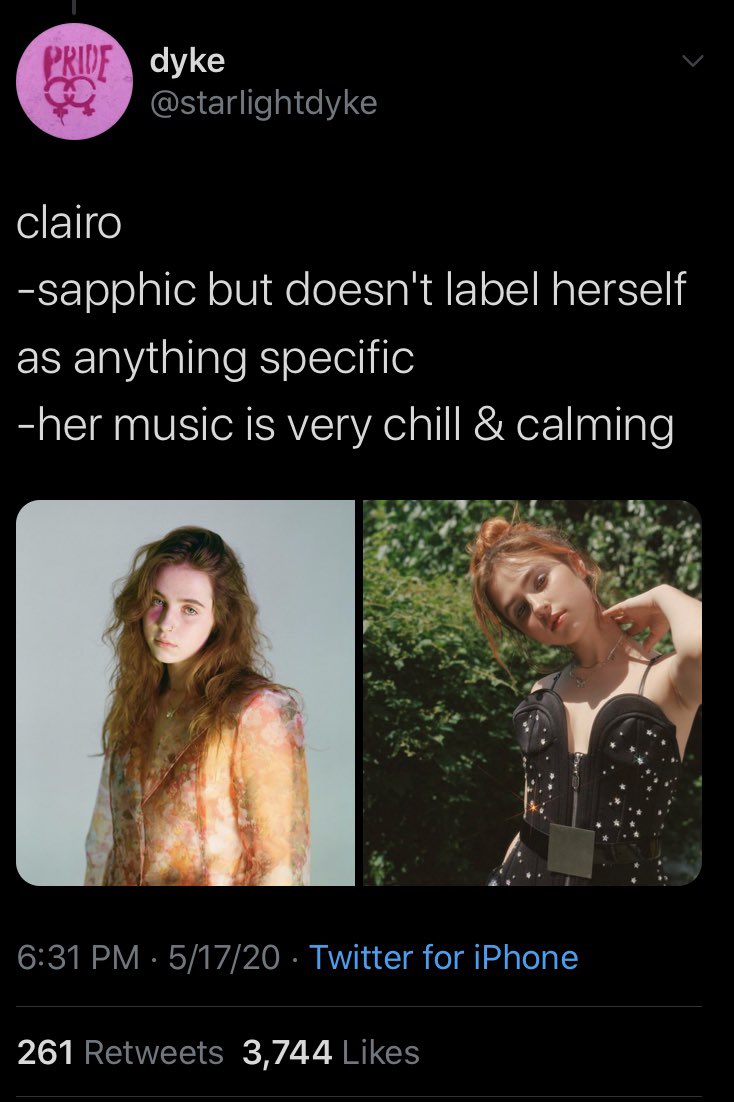 PRIDE
dyke
@starlightdyke
clairo
-sapphic but doesn't label herself
as anything specific
-her music is very chill & calming
6:31 PM · 5/17/20 · Twitter for iPhone
261 Retweets 3,744 Likes